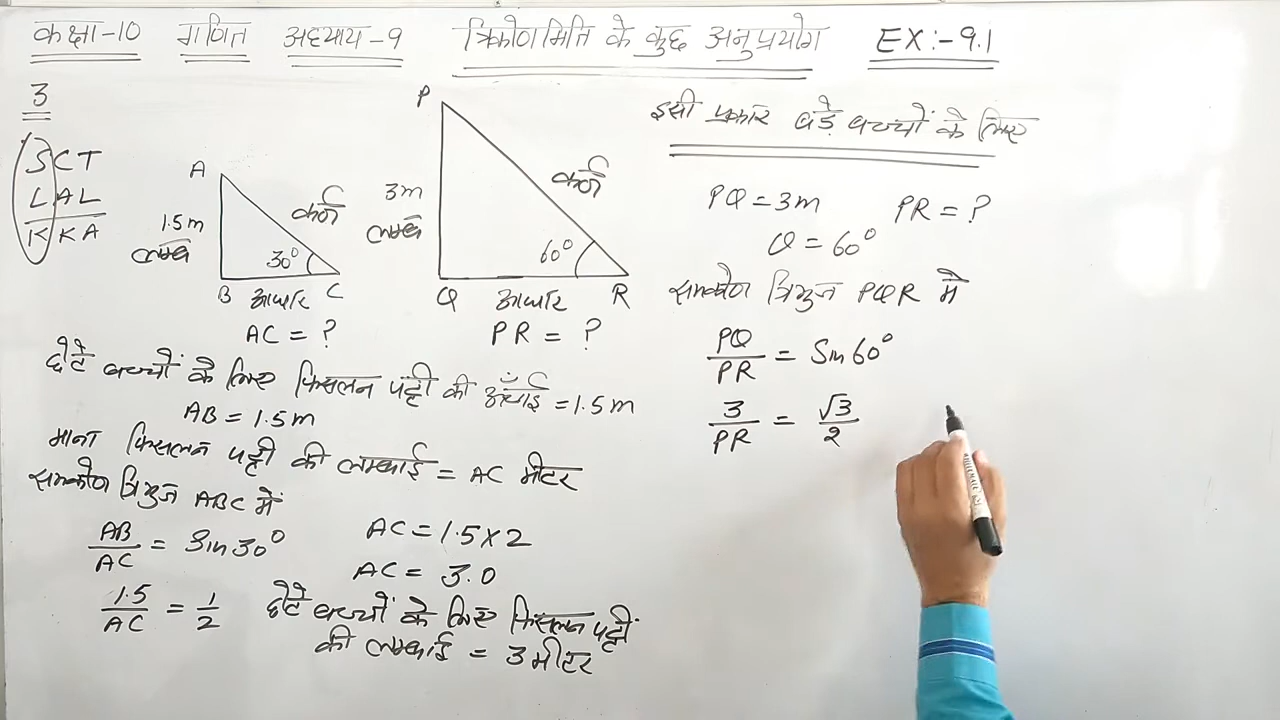 कक्षा-10 गणित अध्याय-9 त्रिकोणमिति के कुछ अनुप्रयोग EX:-9.1
3
SCT
LAL
KKA
A
1.5m
लम्ब
कर्ण
30°
B आधार C
AC = ?
P
3m
लम्ब
कर्ण
60°
Q आधार R
PR = ?
छोटे बच्चों के लिए फिसलन पट्टी की ऊंचाई = 1.5m
AB = 1.5m
माना फिसलन पट्टी की लम्बाई = AC मीटर
समकोण त्रिभुज ABC में
AB/AC = Sin 30°
1.5/AC = 1/2
AC = 1.5×2
AC = 3.0
छोटे बच्चों के लिए फिसलन पट्टी
की लम्बाई = 3 मीटर
इसी प्रकार बड़े बच्चों के लिए
PQ = 3m PR = ?
θ = 60°
समकोण त्रिभुज PQR में
PQ/PR = Sin 60°
3/PR = √3/2